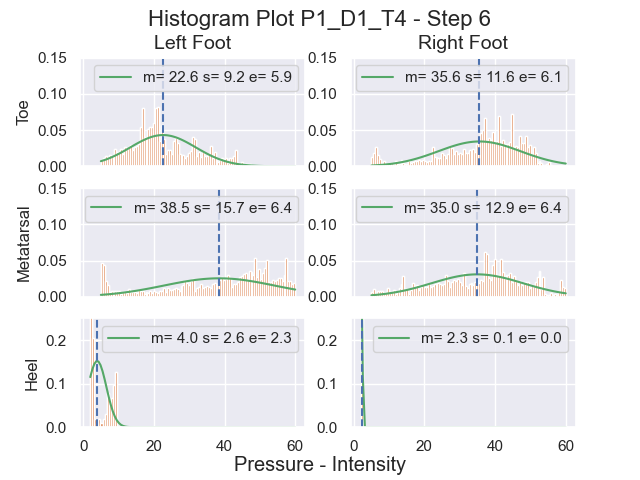 Histogram Plot P1_D1_T4 - Step 6
Left Foot
Right Foot
0.15
0.10
0.05
0.00
Toe
m= 22.6 s= 9.2 e= 5.9
0.15
0.10
0.05
0.00
m= 35.6 s= 11.6 e= 6.1
0.15
0.10
0.05
0.00
Metatarsal
m= 38.5 s= 15.7 e= 6.4
0.15
0.10
0.05
0.00
m= 35.0 s= 12.9 e= 6.4
0.2
0.1
0.0
Heel
m= 4.0 s= 2.6 e= 2.3
0.2
0.1
0.0
m= 2.3 s= 0.1 e= 0.0
0 20 40 60
0 20 40 60
Pressure - Intensity